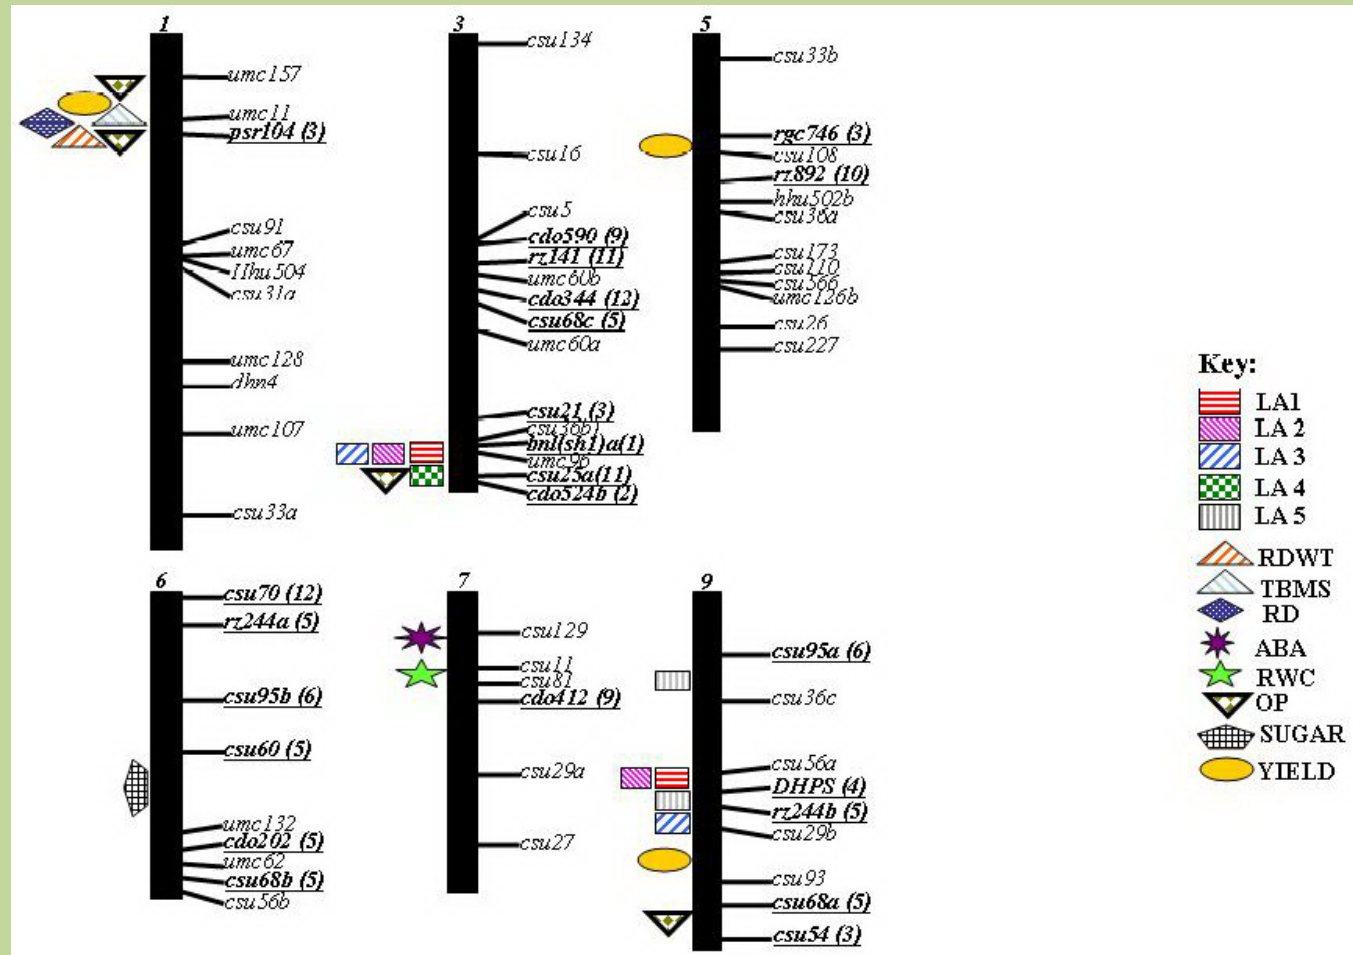 1
umc157
umc11
psr104 (3)
csu91
umc67
Hhu504
csu31a
umc128
dhn4
umc107
csu33a
3
csu134
csu16
csu5
cdo590 (9)
rz141 (11)
umc60b
cdo344 (12)
csu68c (5)
umc60a
csu21 (3)
csu36b1
bnl(sh1)a(1)
umc96
csu25a(11)
cdo524b (2)
5
csu33b
rgc746 (3)
csu108
rz892 (10)
hhu502b
csu36a
csu173
csu110
csu566
umc126b
csu26
csu227
6
csu70 (12)
rz244a (5)
csu95b (6)
csu60 (5)
umc132
cdo202 (5)
umc62
csu68b (5)
csu56b
7
csu129
csu11
csu81
cdo412 (9)
csu29a
csu27
9
csu95a (6)
csu36c
csu56a
DHPS (4)
rz244b (5)
csu29b
csu93
csu68a (5)
csu54 (3)
Key:
LA1
LA 2
LA 3
LA 4
LA 5
RDWT
TBMS
RD
ABA
RWC
OP
SUGAR
YIELD